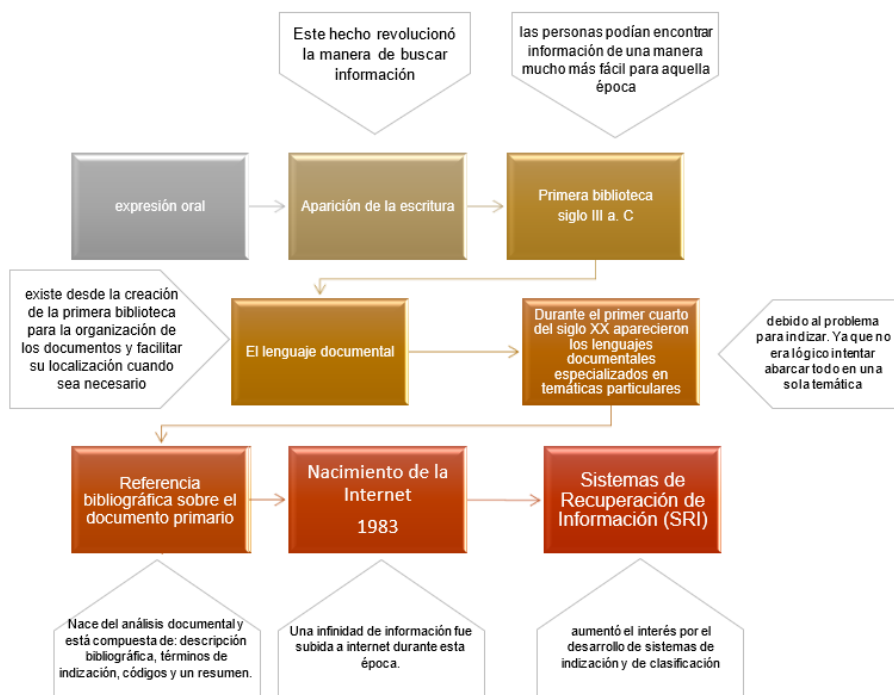 Este hecho revolucionó
la manera de buscar
información
las personas podían encontrar
información de una manera
mucho más fácil para aquella
época
expresión oral
Aparición de la escritura
Primera biblioteca
siglo III a. C
existe desde la creación
de la primera biblioteca
para la organización de
los documentos y facilitar
su localización cuando
sea necesario
El lenguaje documental
Durante el primer cuarto
del siglo XX aparecieron
los lenguajes
documentales
especializados en
temáticas particulares
debido al problema
para indizar. Ya que no
era lógico intentar
abarcar todo en una
sola temática
Referencia
bibliográfica sobre el
documento primario
Nacimiento de la
Internet
1983
Sistemas de
Recuperación de
Información (SRI)
Nace del análisis documental y
está compuesta de: descripción
bibliográfica, términos de
indización, códigos y un resumen.
Una infinidad de información fue
subida a internet durante esta
época.
aumentó el interés por el
desarrollo de sistemas de
indización y de clasificación